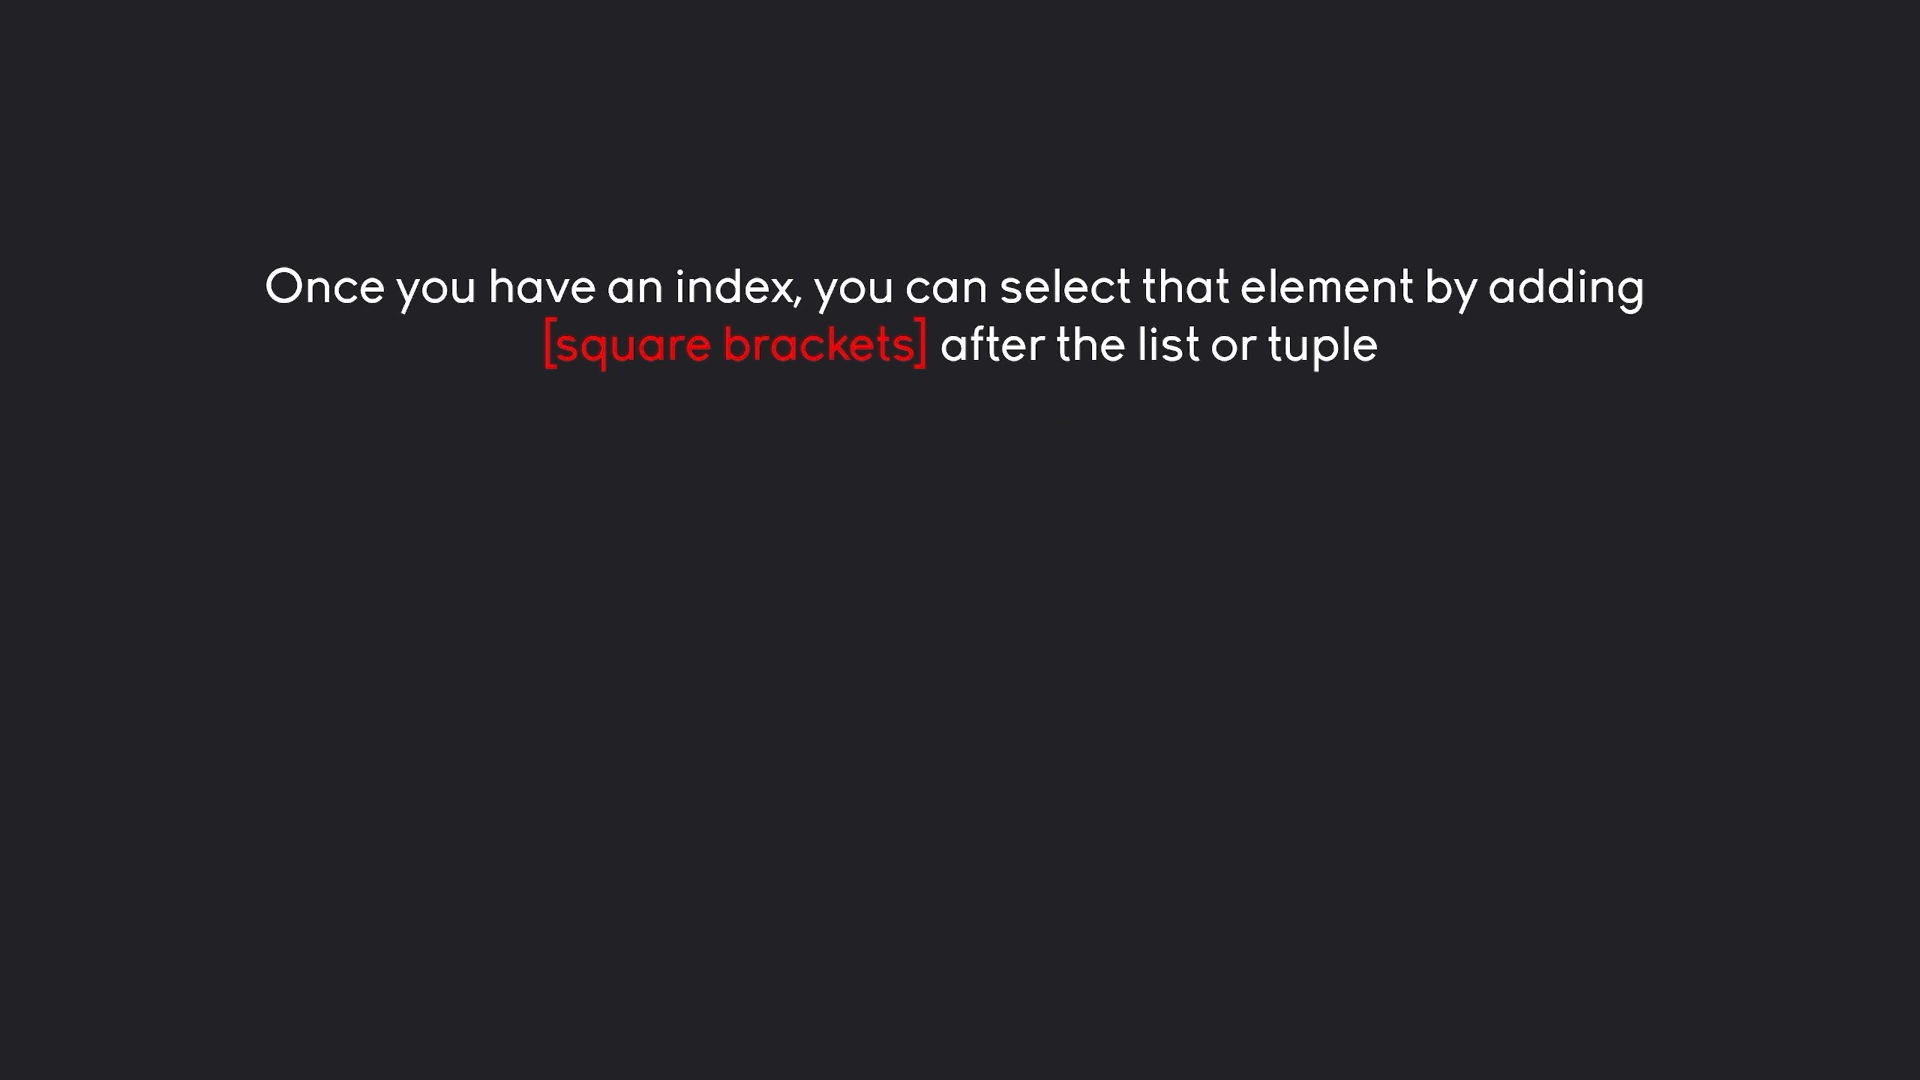 Once you have an index, you can select that element by adding
[square brackets] after the list or tuple